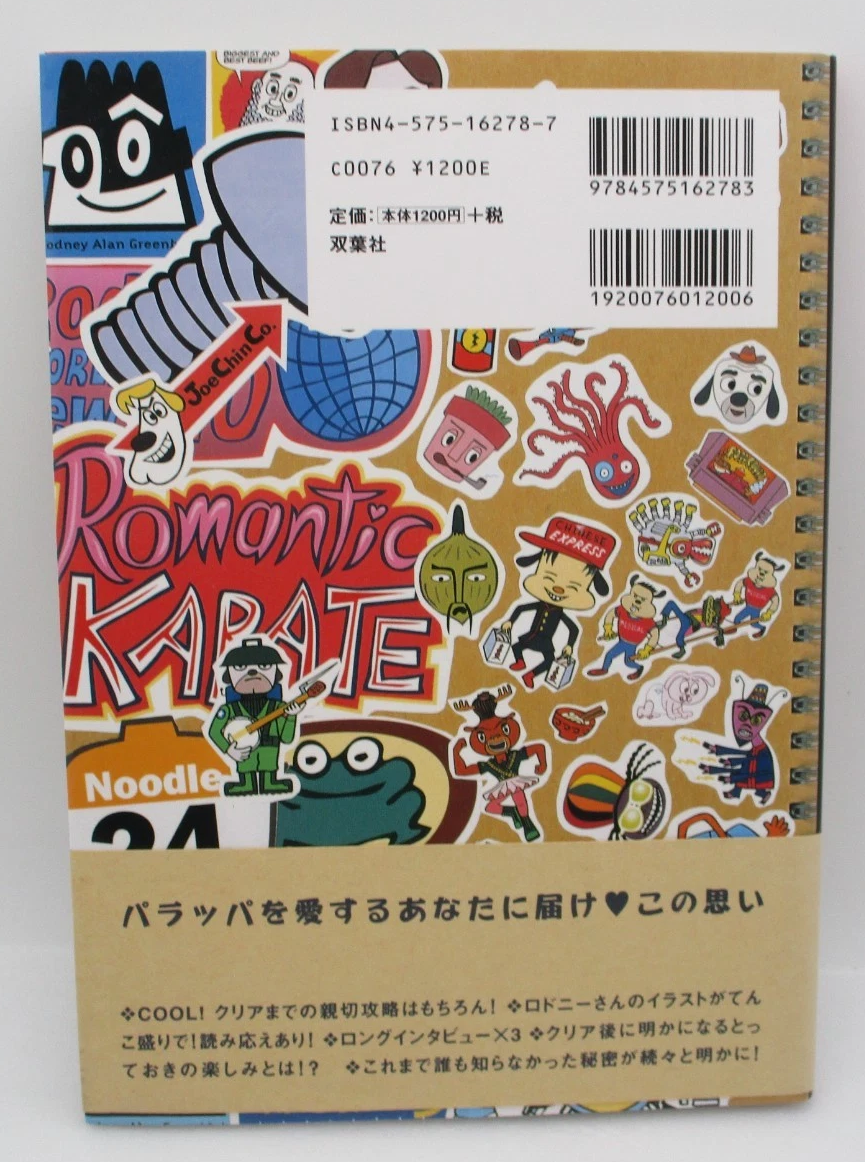 BIGGEST AND
BEST BEEF!
ISBN4-575-16278-7
C0076 ¥1200E
9784575162783
定価：本体1200円＋税
双葉社
1920076012006
odney Alan Greenb
JoeChinCo.
CHINESE
EXPRESS
Romantic
KARATE
Noodle
24
パラッパを愛するあなたに届け♥この思い
❖COOL! クリアまでの親切攻略はもちろん! ❖ロドニーさんのイラストがてん
こ盛りで!読み応えあり! ❖ロングインタビュー×3 ❖クリア後に明かになるとっ
ておきの楽しみとは!? ❖これまで誰も知らなかった秘密が続々と明かに!